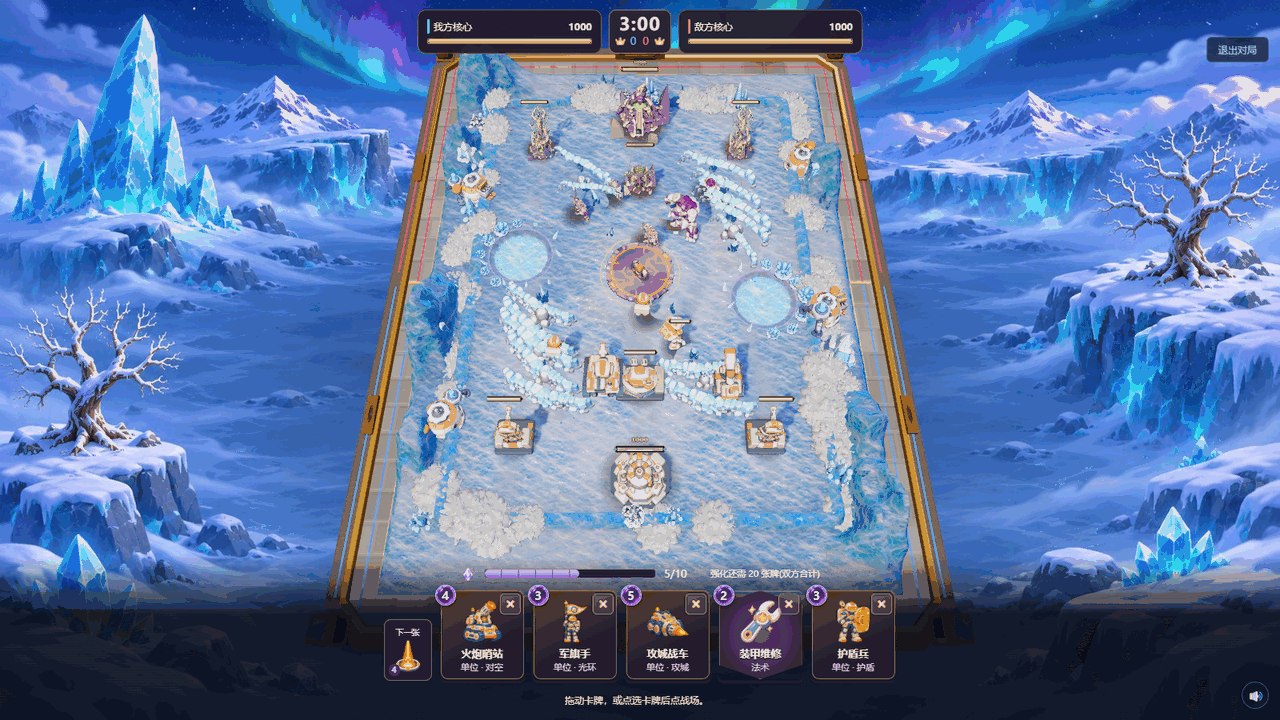 我方核心 1000
3:00
0 0
敌方核心 1000
退出对局
1000
5/10
强化还需 20 张牌(双方合计)
下一张
4
4
火炮哨站
单位 · 对空
3
军旗手
单位 · 光环
5
攻城战车
单位 · 攻城
2
装甲维修
法术
3
护盾兵
单位 · 护盾
拖动卡牌，或点选卡牌后点战场。